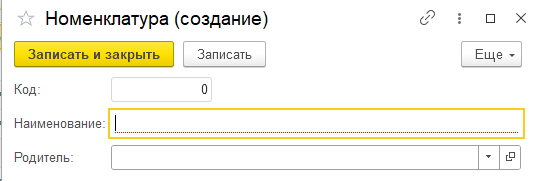 Номенклатура (создание)
Записать и закрыть Записать Еще
Код: 0
Наименование:
Родитель: